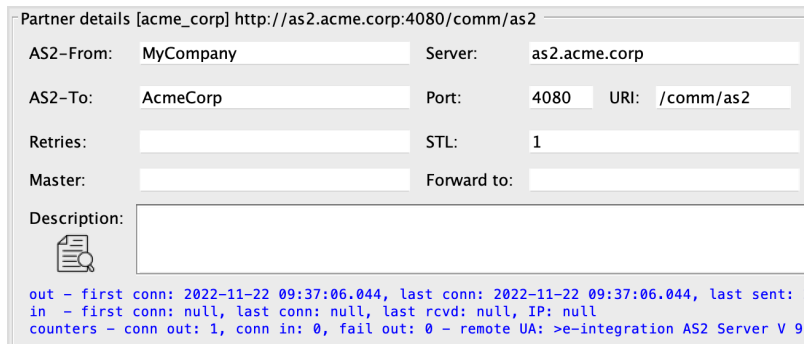 Partner details [acme_corp] http://as2.acme.corp:4080/comm/as2
AS2-From: MyCompany Server: as2.acme.corp
AS2-To: AcmeCorp Port: 4080 URI: /comm/as2
Retries: STL: 1
Master: Forward to:
Description:
out - first conn: 2022-11-22 09:37:06.044, last conn: 2022-11-22 09:37:06.044, last sent:
in - first conn: null, last conn: null, last rcvd: null, IP: null
counters - conn out: 1, conn in: 0, fail out: 0 - remote UA: >e-integration AS2 Server V 9